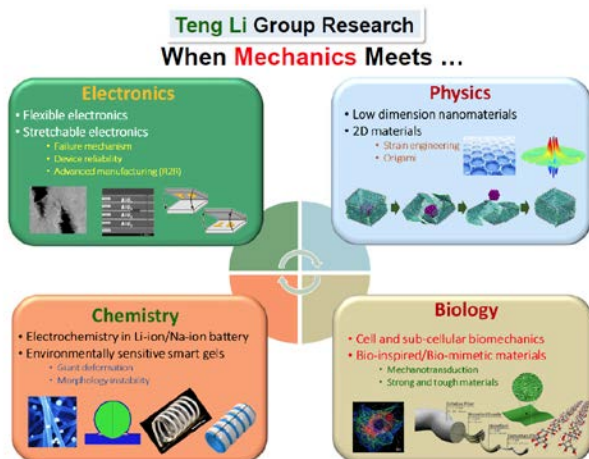 Teng Li Group Research
When Mechanics Meets ...
Electronics
• Flexible electronics
• Stretchable electronics
• Failure mechanism
• Device reliability
• Advanced manufacturing (R2R)
Physics
• Low dimension nanomaterials
• 2D materials
• Strain engineering
• Origami
Chemistry
• Electrochemistry in Li-ion/Na-ion battery
• Environmentally sensitive smart gels
• Giant deformation
• Morphology instability
Biology
• Cell and sub-cellular biomechanics
• Bio-inspired/Bio-mimetic materials
• Mechanotransduction
• Strong and tough materials